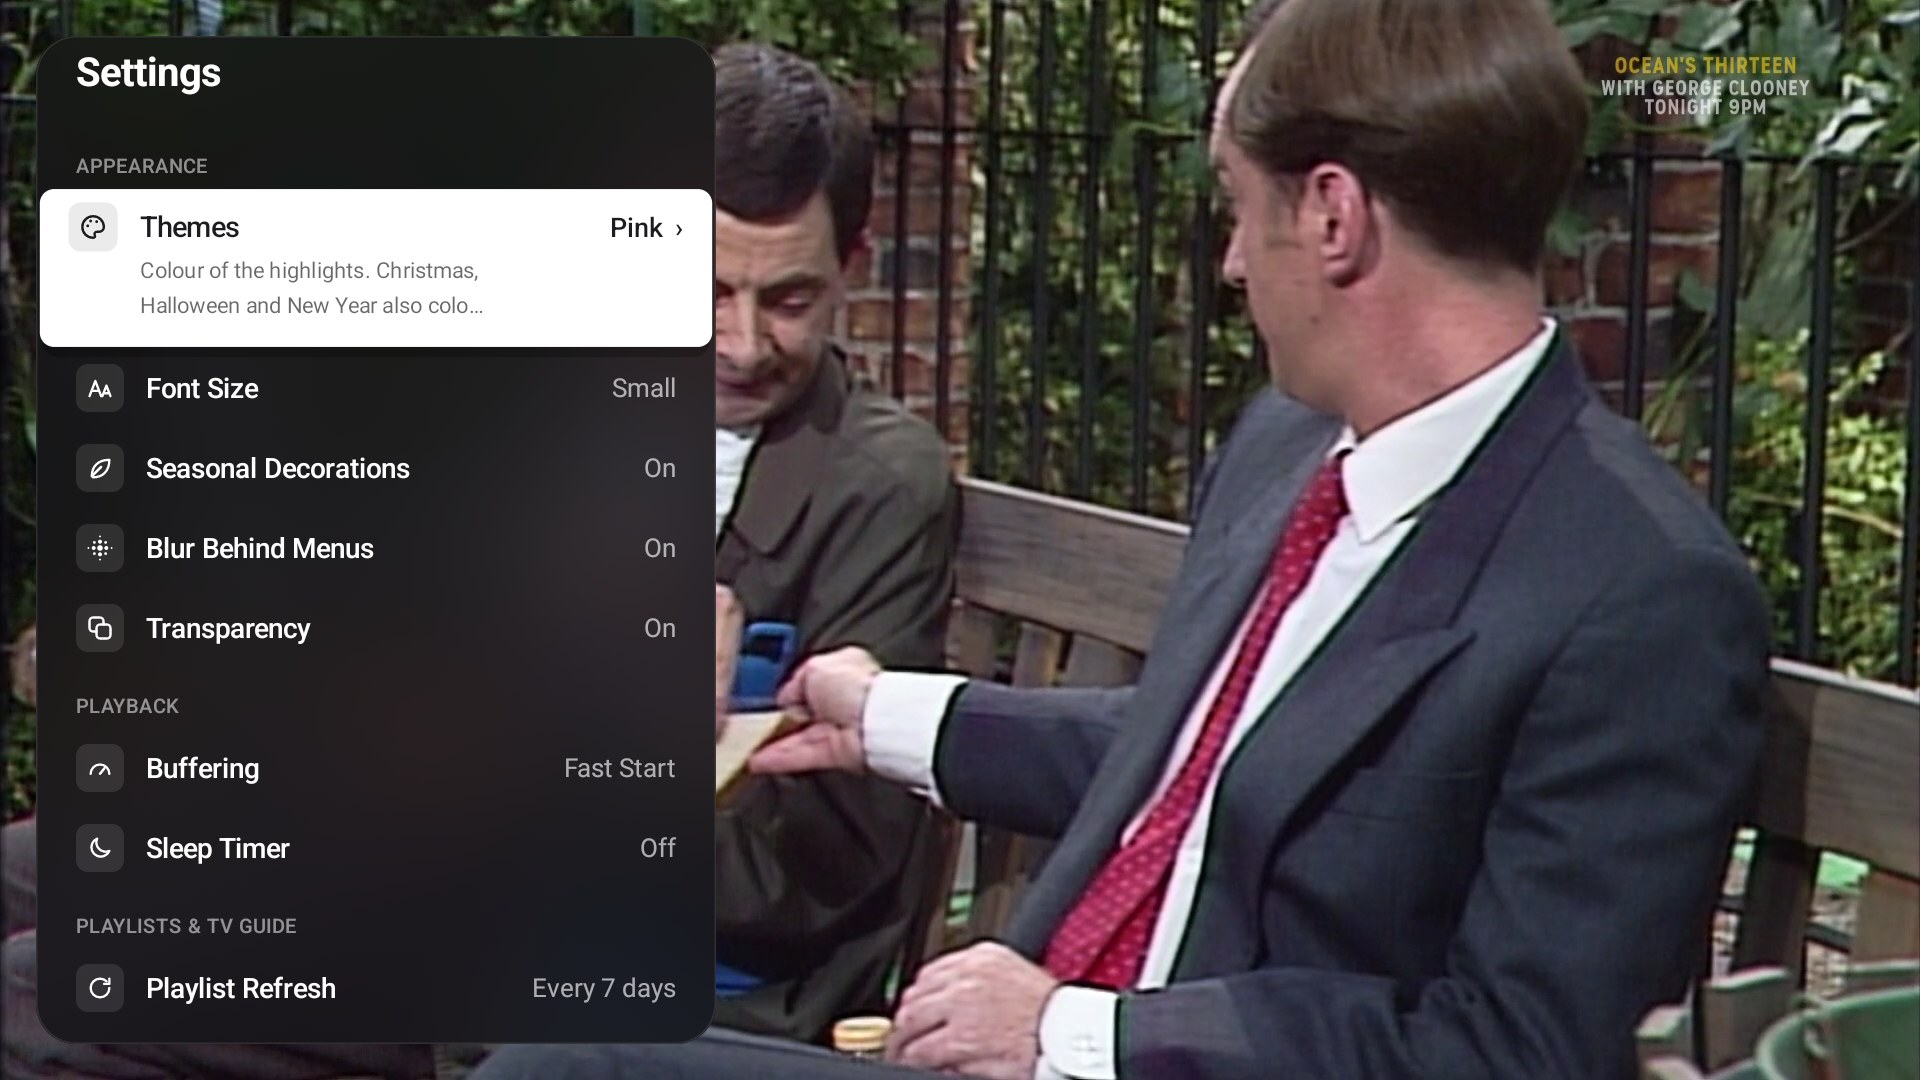 Settings
APPEARANCE
Themes
Pink ›
Colour of the highlights. Christmas,
Halloween and New Year also colo...
Font Size
Small
Seasonal Decorations
On
Blur Behind Menus
On
Transparency
On
PLAYBACK
Buffering
Fast Start
Sleep Timer
Off
PLAYLISTS & TV GUIDE
Playlist Refresh
Every 7 days
OCEAN'S THIRTEEN
WITH GEORGE CLOONEY
TONIGHT 9PM